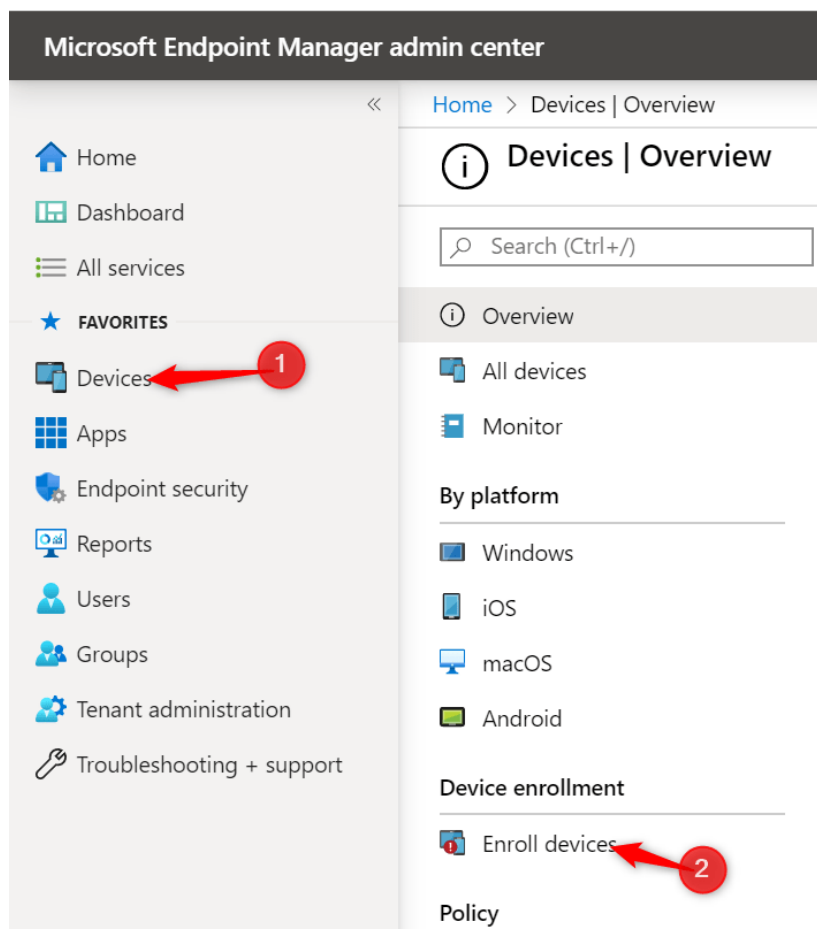 Microsoft Endpoint Manager admin center
«
Home
Dashboard
All services
FAVORITES
Devices
1
Apps
Endpoint security
Reports
Users
Groups
Tenant administration
Troubleshooting + support
Home > Devices | Overview
Devices | Overview
Search (Ctrl+/)
Overview
All devices
Monitor
By platform
Windows
iOS
macOS
Android
Device enrollment
Enroll devices
2
Policy